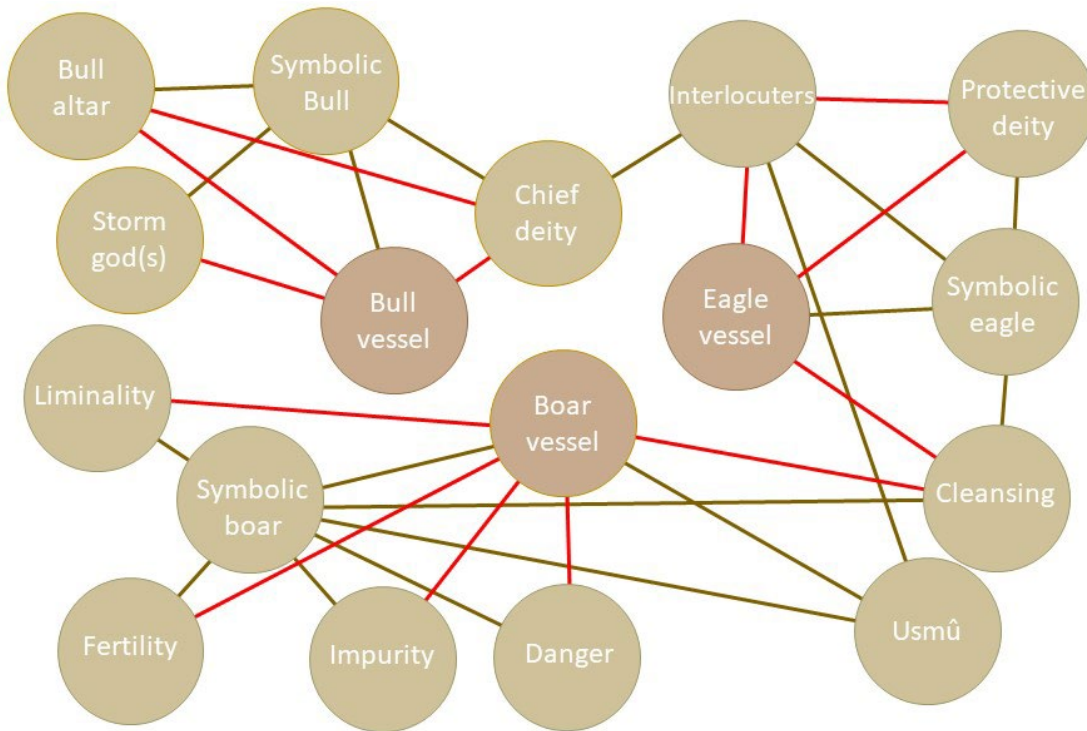 Bull
altar
Symbolic
Bull
Interlocuters
Protective
deity
Storm
god(s)
Chief
deity
Bull
vessel
Eagle
vessel
Symbolic
eagle
Liminality
Boar
vessel
Symbolic
boar
Cleansing
Fertility
Impurity
Danger
Usmû